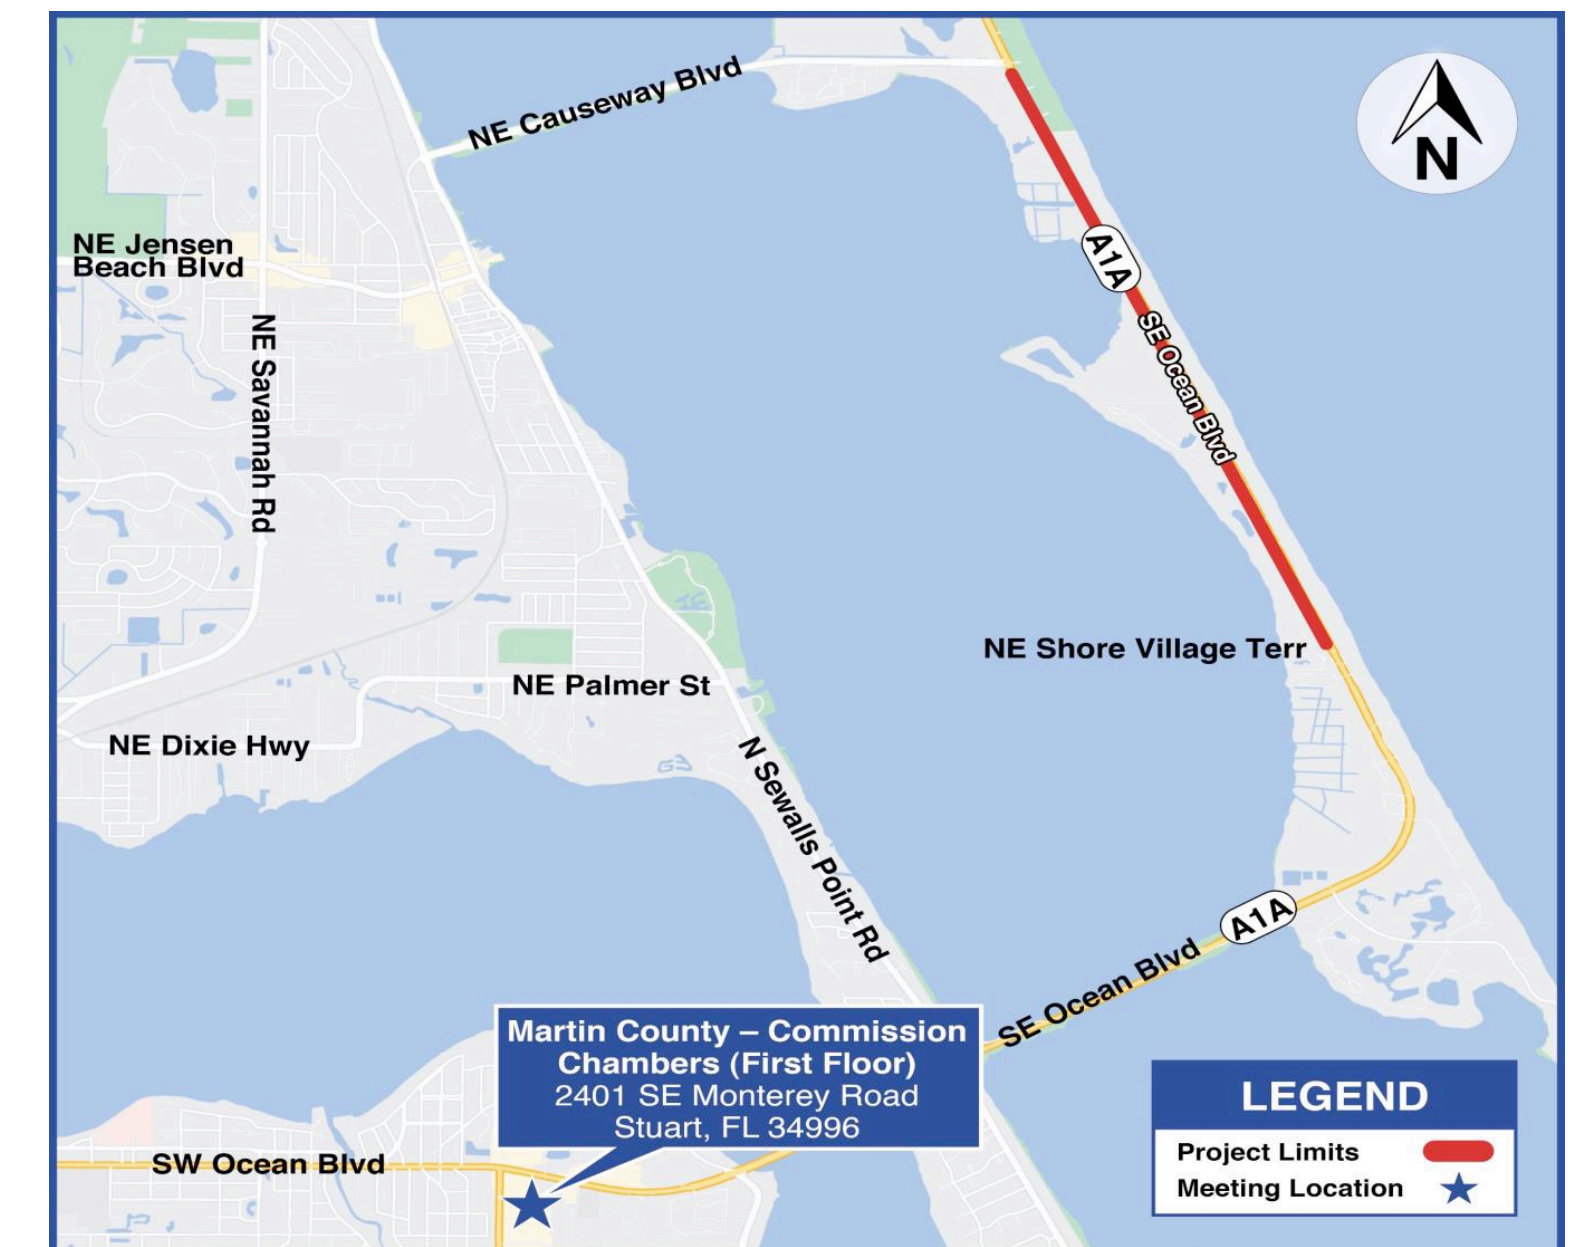 NE Causeway Blvd
N
NE Jensen
Beach Blvd
A1A
NE Savannah Rd
SE Ocean Blvd
NE Shore Village Terr
NE Palmer St
NE Dixie Hwy
N Sewalls Point Rd
A1A
SE Ocean Blvd
Martin County – Commission
Chambers (First Floor)
2401 SE Monterey Road
Stuart, FL 34996
SW Ocean Blvd
LEGEND
Project Limits
Meeting Location